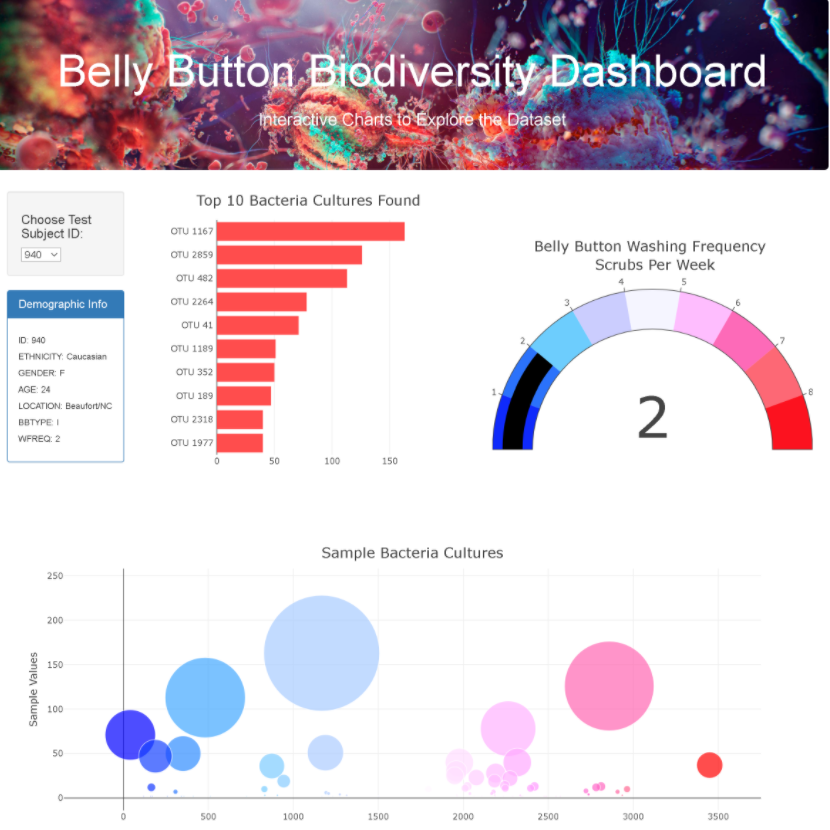 Belly Button Biodiversity Dashboard
Interactive Charts to Explore the Dataset
Choose Test
Subject ID:
940
Demographic Info
ID: 940
ETHNICITY: Caucasian
GENDER: F
AGE: 24
LOCATION: Beaufort/NC
BBTYPE: I
WFREQ: 2
Top 10 Bacteria Cultures Found
OTU 1167
OTU 2859
OTU 482
OTU 2264
OTU 41
OTU 1189
OTU 352
OTU 189
OTU 2318
OTU 1977
0 50 100 150
Belly Button Washing Frequency
Scrubs Per Week
1 2 3 4 5 6 7 8
2
Sample Bacteria Cultures
Sample Values
250
200
150
100
50
0
0 500 1000 1500 2000 2500 3000 3500